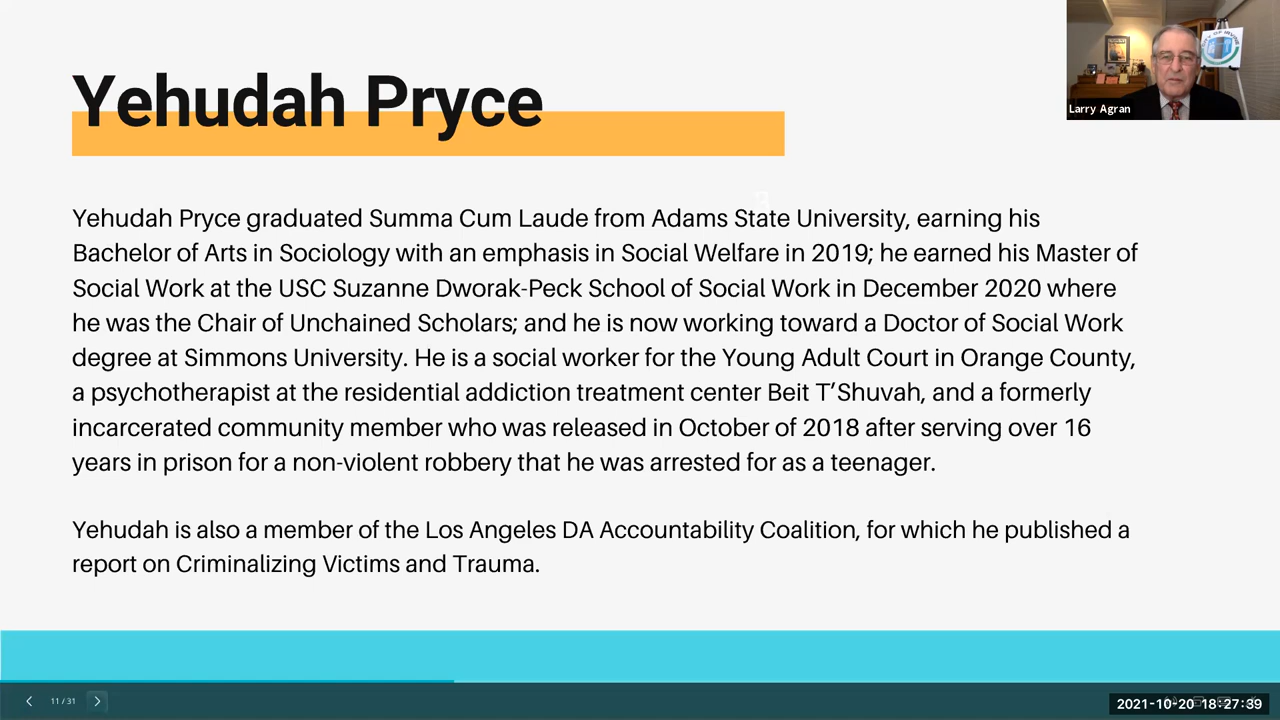 Yehudah Pryce
Larry Agran
Yehudah Pryce graduated Summa Cum Laude from Adams State University, earning his
Bachelor of Arts in Sociology with an emphasis in Social Welfare in 2019; he earned his Master of
Social Work at the USC Suzanne Dworak-Peck School of Social Work in December 2020 where
he was the Chair of Unchained Scholars; and he is now working toward a Doctor of Social Work
degree at Simmons University. He is a social worker for the Young Adult Court in Orange County,
a psychotherapist at the residential addiction treatment center Beit T’Shuvah, and a formerly
incarcerated community member who was released in October of 2018 after serving over 16
years in prison for a non-violent robbery that he was arrested for as a teenager.
Yehudah is also a member of the Los Angeles DA Accountability Coalition, for which he published a
report on Criminalizing Victims and Trauma.
11 / 31
2021-10-20 18:27:39